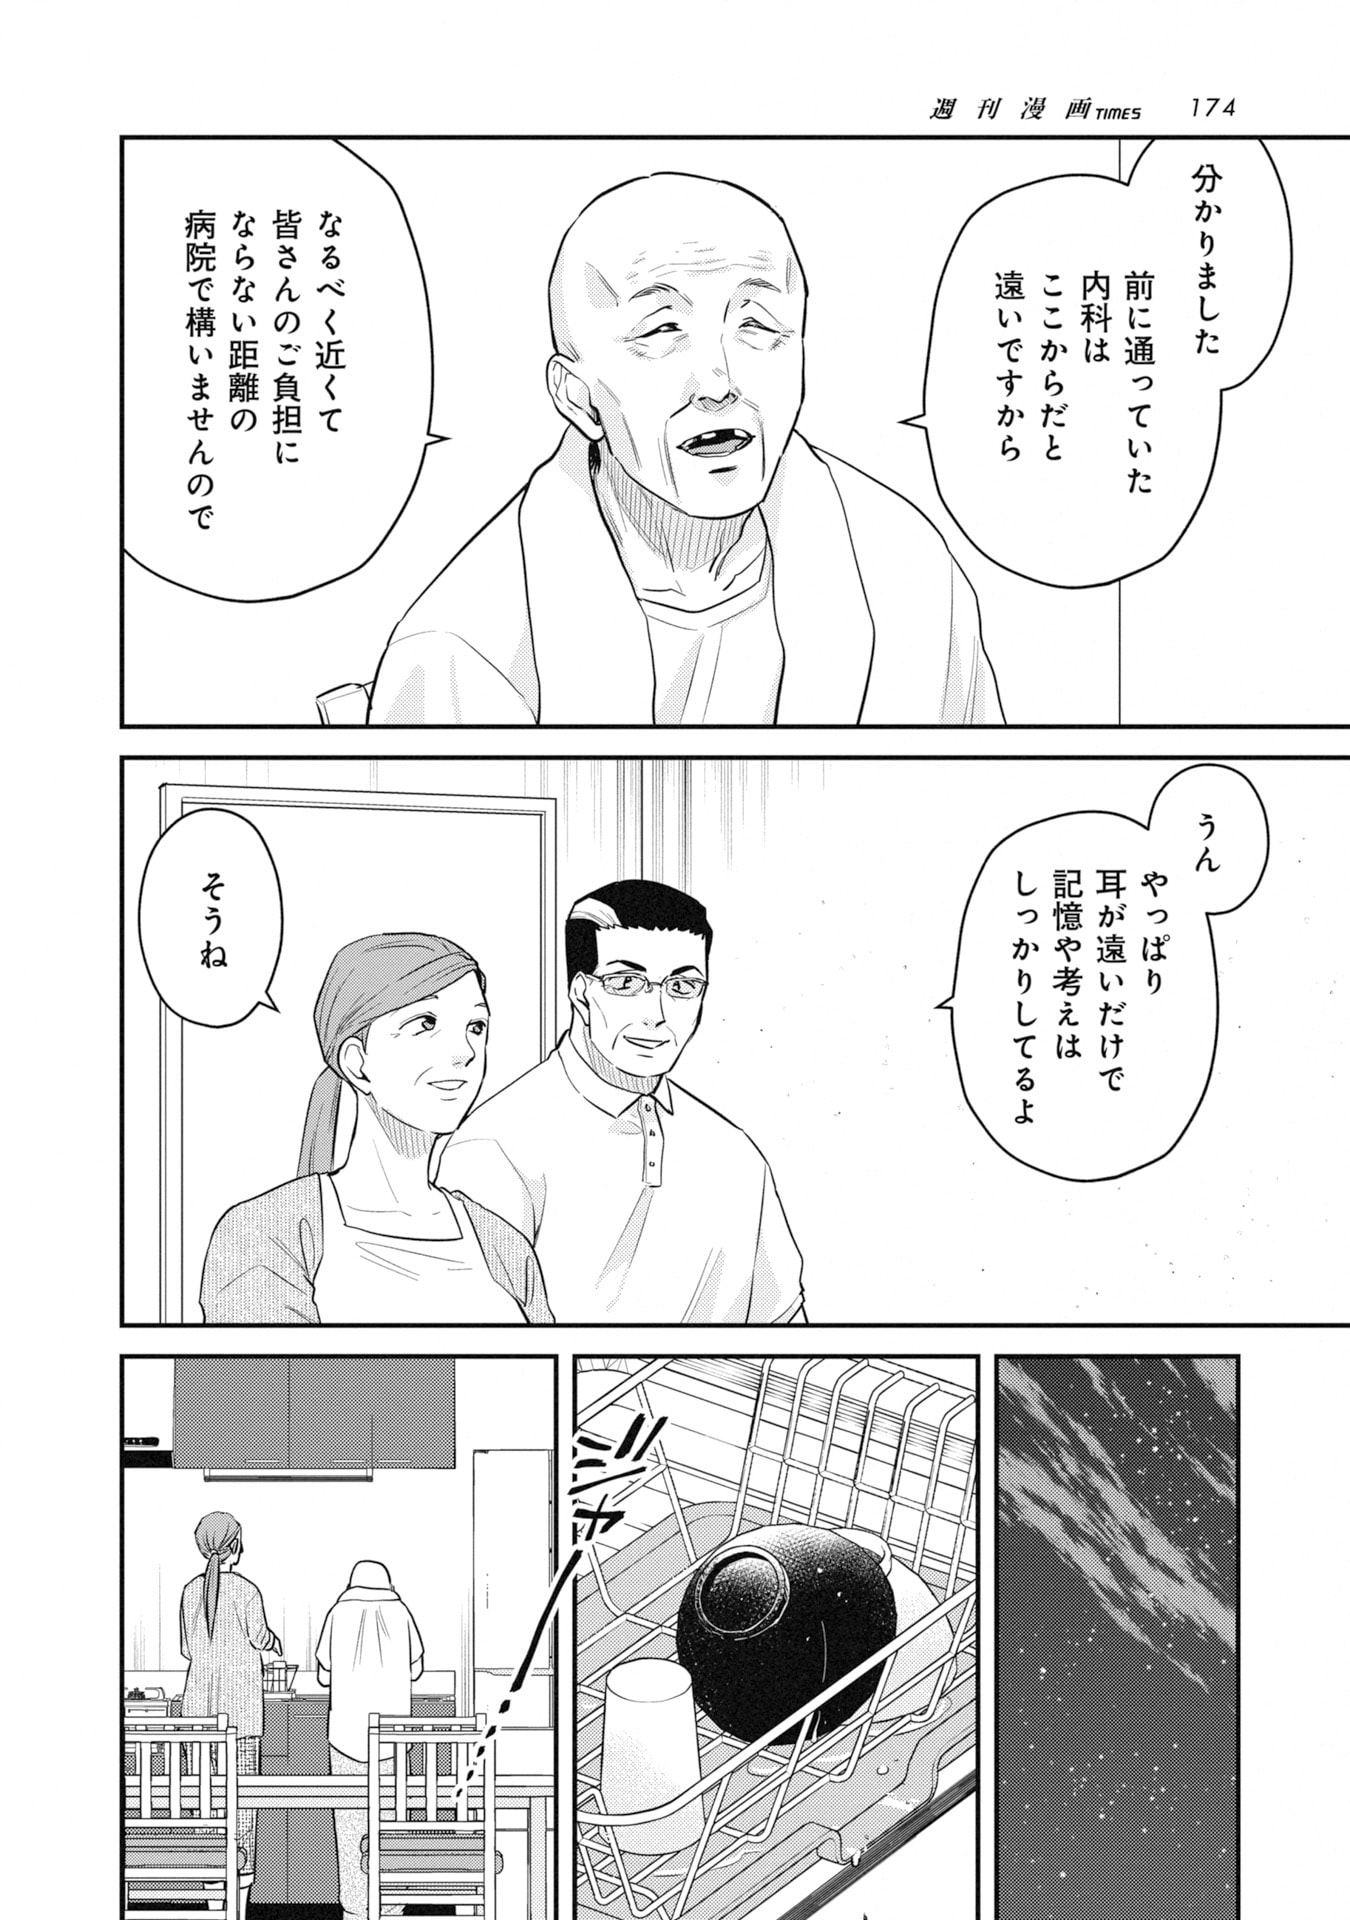 週刊漫画TIMES 174
分かりました
前に通っていた
内科は
ここからだと
遠いですから
なるべく近くて
皆さんのご負担に
ならない距離の
病院で構いませんので
うん
やっぱり
耳が遠いだけで
記憶や考えは
しっかりしてるよ
そうね
ジャー